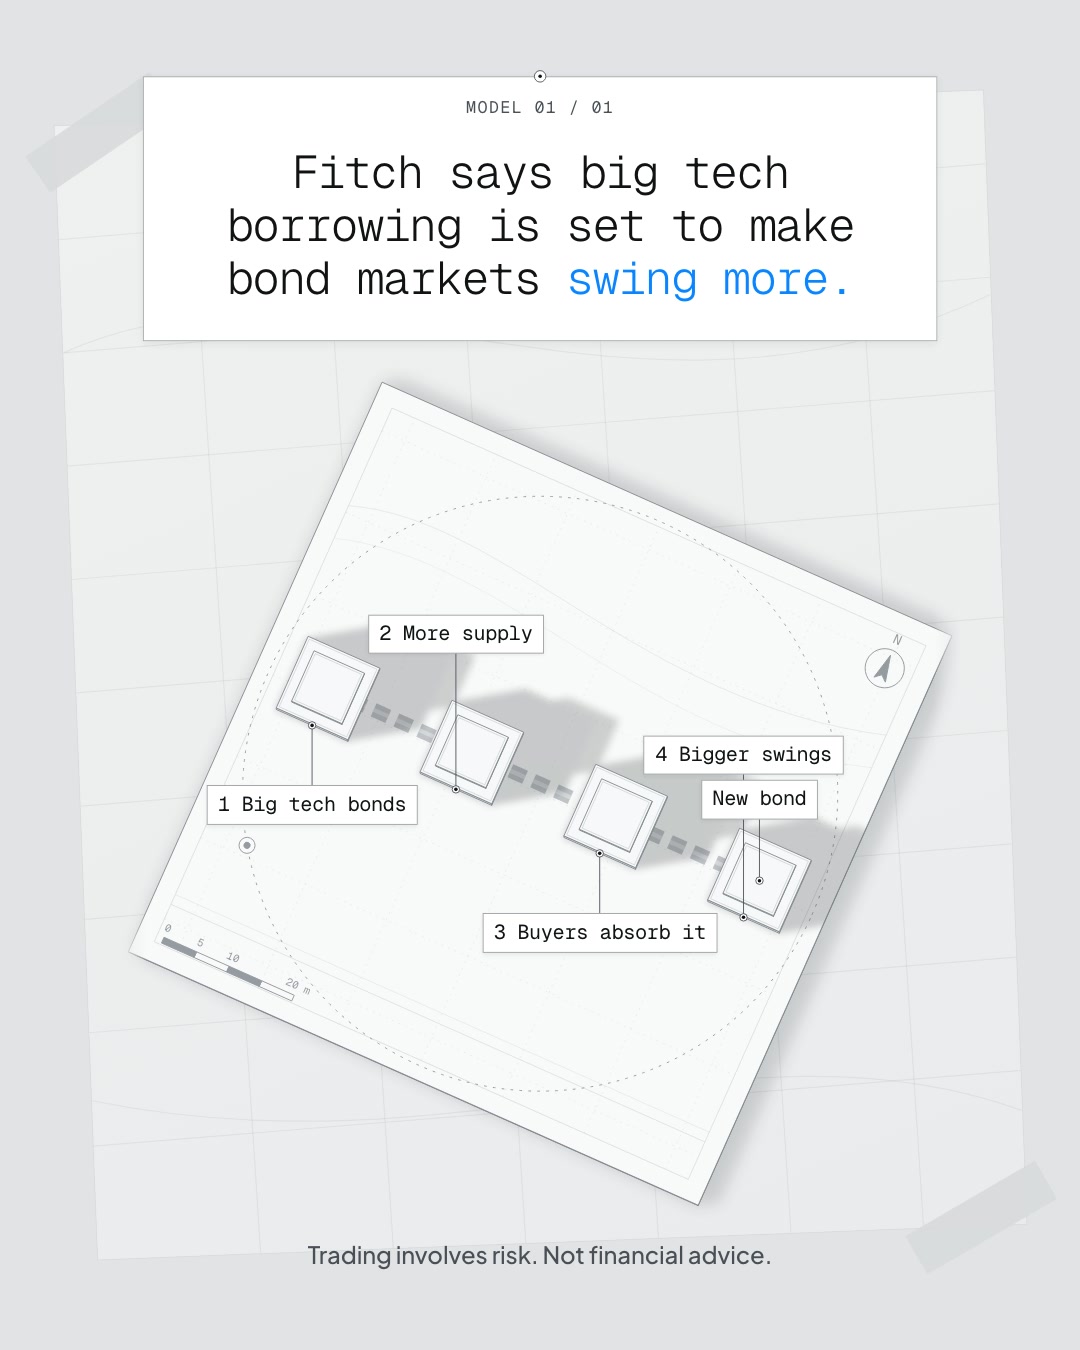 MODEL 01 / 01
Fitch says big tech
borrowing is set to make
bond markets swing more.
N
2 More supply
4 Bigger swings
New bond
1 Big tech bonds
3 Buyers absorb it
0
5
10
20 m
Trading involves risk. Not financial advice.